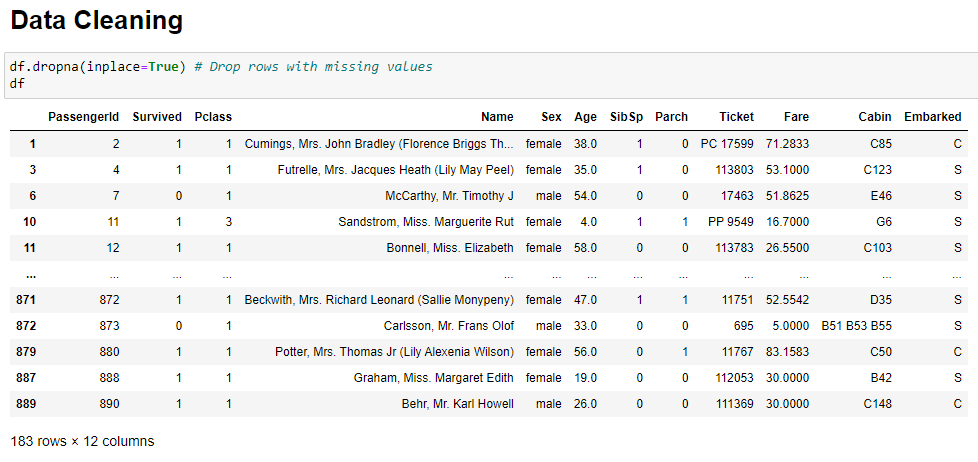 Data Cleaning
df.dropna(inplace=True) # Drop rows with missing values
df
PassengerId Survived Pclass Name Sex Age SibSp Parch Ticket Fare Cabin Embarked
1 2 1 1 Cumings, Mrs. John Bradley (Florence Briggs Th... female 38.0 1 0 PC 17599 71.2833 C85 C
3 4 1 1 Futrelle, Mrs. Jacques Heath (Lily May Peel) female 35.0 1 0 113803 53.1000 C123 S
6 7 0 1 McCarthy, Mr. Timothy J male 54.0 0 0 17463 51.8625 E46 S
10 11 1 3 Sandstrom, Miss. Marguerite Rut female 4.0 1 1 PP 9549 16.7000 G6 S
11 12 1 1 Bonnell, Miss. Elizabeth female 58.0 0 0 113783 26.5500 C103 S
... ... ... ... ... ... ... ... ... ... ... ... ...
871 872 1 1 Beckwith, Mrs. Richard Leonard (Sallie Monypeny) female 47.0 1 1 11751 52.5542 D35 S
872 873 0 1 Carlsson, Mr. Frans Olof male 33.0 0 0 695 5.0000 B51 B53 B55 S
879 880 1 1 Potter, Mrs. Thomas Jr (Lily Alexenia Wilson) female 56.0 0 1 11767 83.1583 C50 C
887 888 1 1 Graham, Miss. Margaret Edith female 19.0 0 0 112053 30.0000 B42 S
889 890 1 1 Behr, Mr. Karl Howell male 26.0 0 0 111369 30.0000 C148 C
183 rows × 12 columns